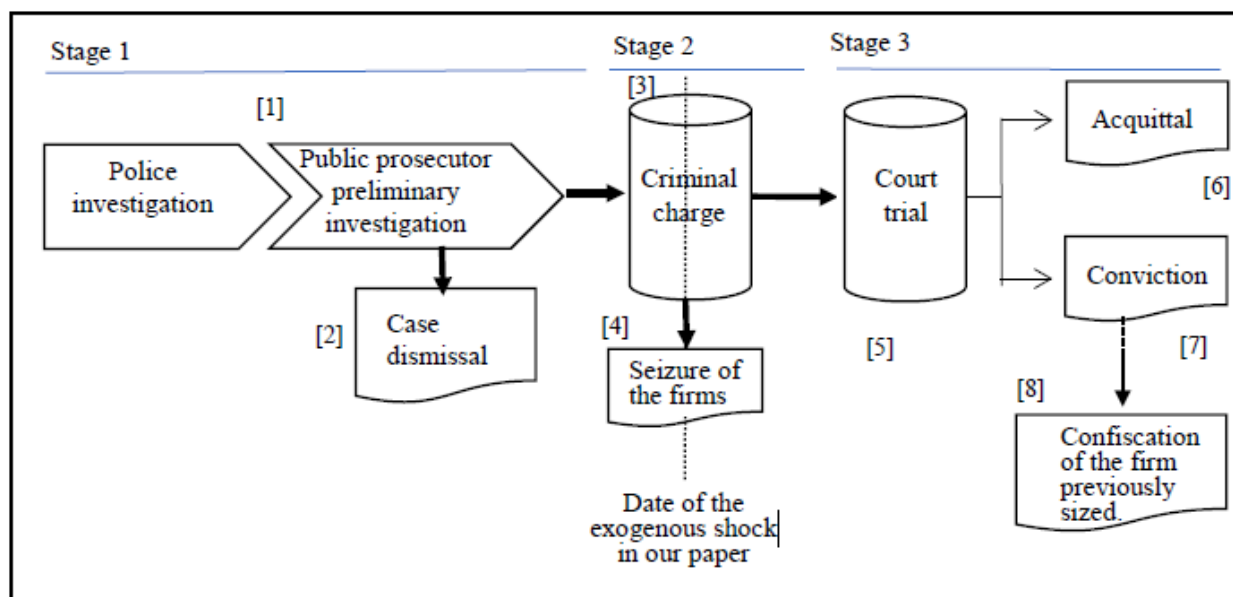 Stage 1
Stage 2
Stage 3
[1]
Police
investigation
Public prosecutor
preliminary
investigation
[2]
Case
dismissal
[3]
Criminal
charge
[4]
Seizure of
the firms
Date of the
exogenous shock
in our paper
Court
trial
[5]
Acquittal
[6]
Conviction
[7]
[8]
Confiscation
of the firm
previously
sized.